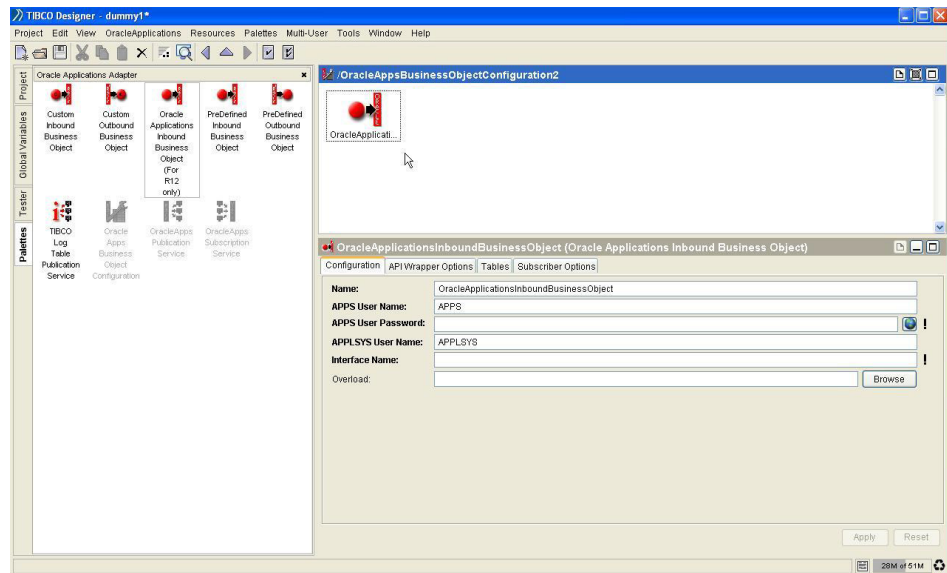 TIBCO Designer - dummy1*
Project Edit View OracleApplications Resources Palettes Multi-User Tools Window Help
Project
Global Variables
Tester
Palettes
Oracle Applications Adapter
Custom Inbound Business Object
Custom Outbound Business Object
Oracle Applications Inbound Business Object (For R12 only)
PreDefined Inbound Business Object
PreDefined Outbound Business Object
TIBCO Log Table Publication Service
Oracle Apps Business Object Configuration
OracleApps Publication Service
OracleApps Subscription Service
/OracleAppsBusinessObjectConfiguration2
OracleApplicati...
OracleApplicationsInboundBusinessObject (Oracle Applications Inbound Business Object)
Configuration API Wrapper Options Tables Subscriber Options
Name: OracleApplicationsInboundBusinessObject
APPS User Name: APPS
APPS User Password: !
APPLSYS User Name: APPLSYS
Interface Name: !
Overload: Browse
Apply Reset
28M of 51M